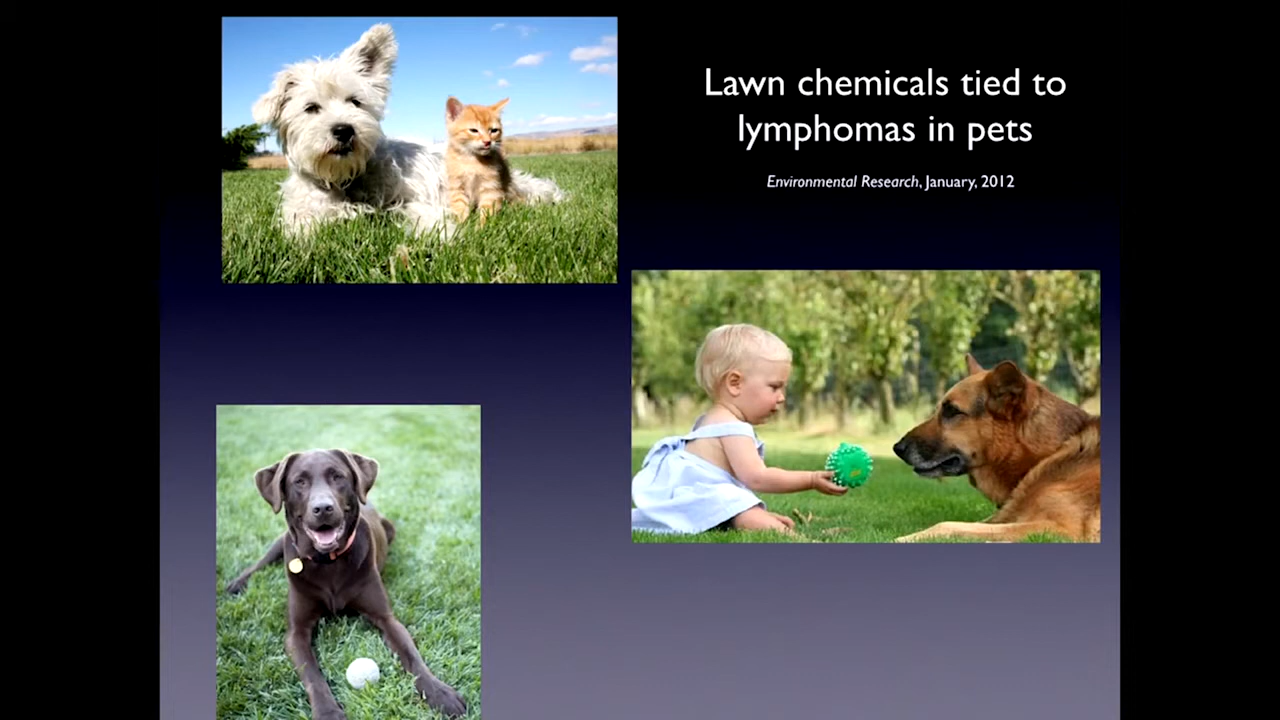 Lawn chemicals tied to
lymphomas in pets
Environmental Research, January, 2012